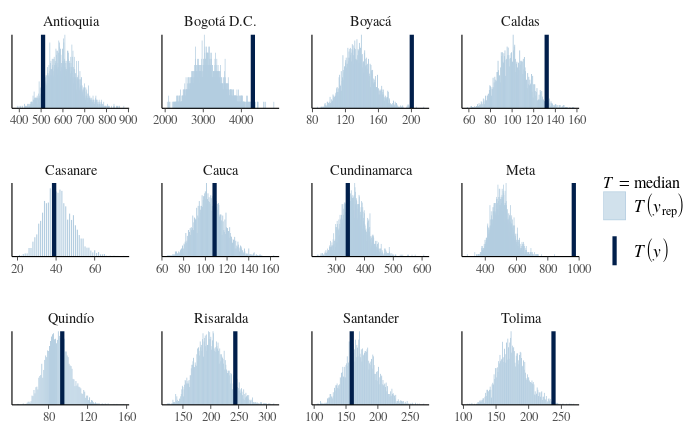 Antioquia
400 500 600 700 800 900
Bogotá D.C.
2000 3000 4000
Boyacá
80 120 160 200
Caldas
60 80 100 120 140 160
Casanare
20 40 60
Cauca
60 80 100 120 140 160
Cundinamarca
300 400 500 600
Meta
400 600 800 1000
T = median
T(yrep)
T(y)
Quindío
80 120 160
Risaralda
150 200 250 300
Santander
100 150 200 250
Tolima
100 150 200 250